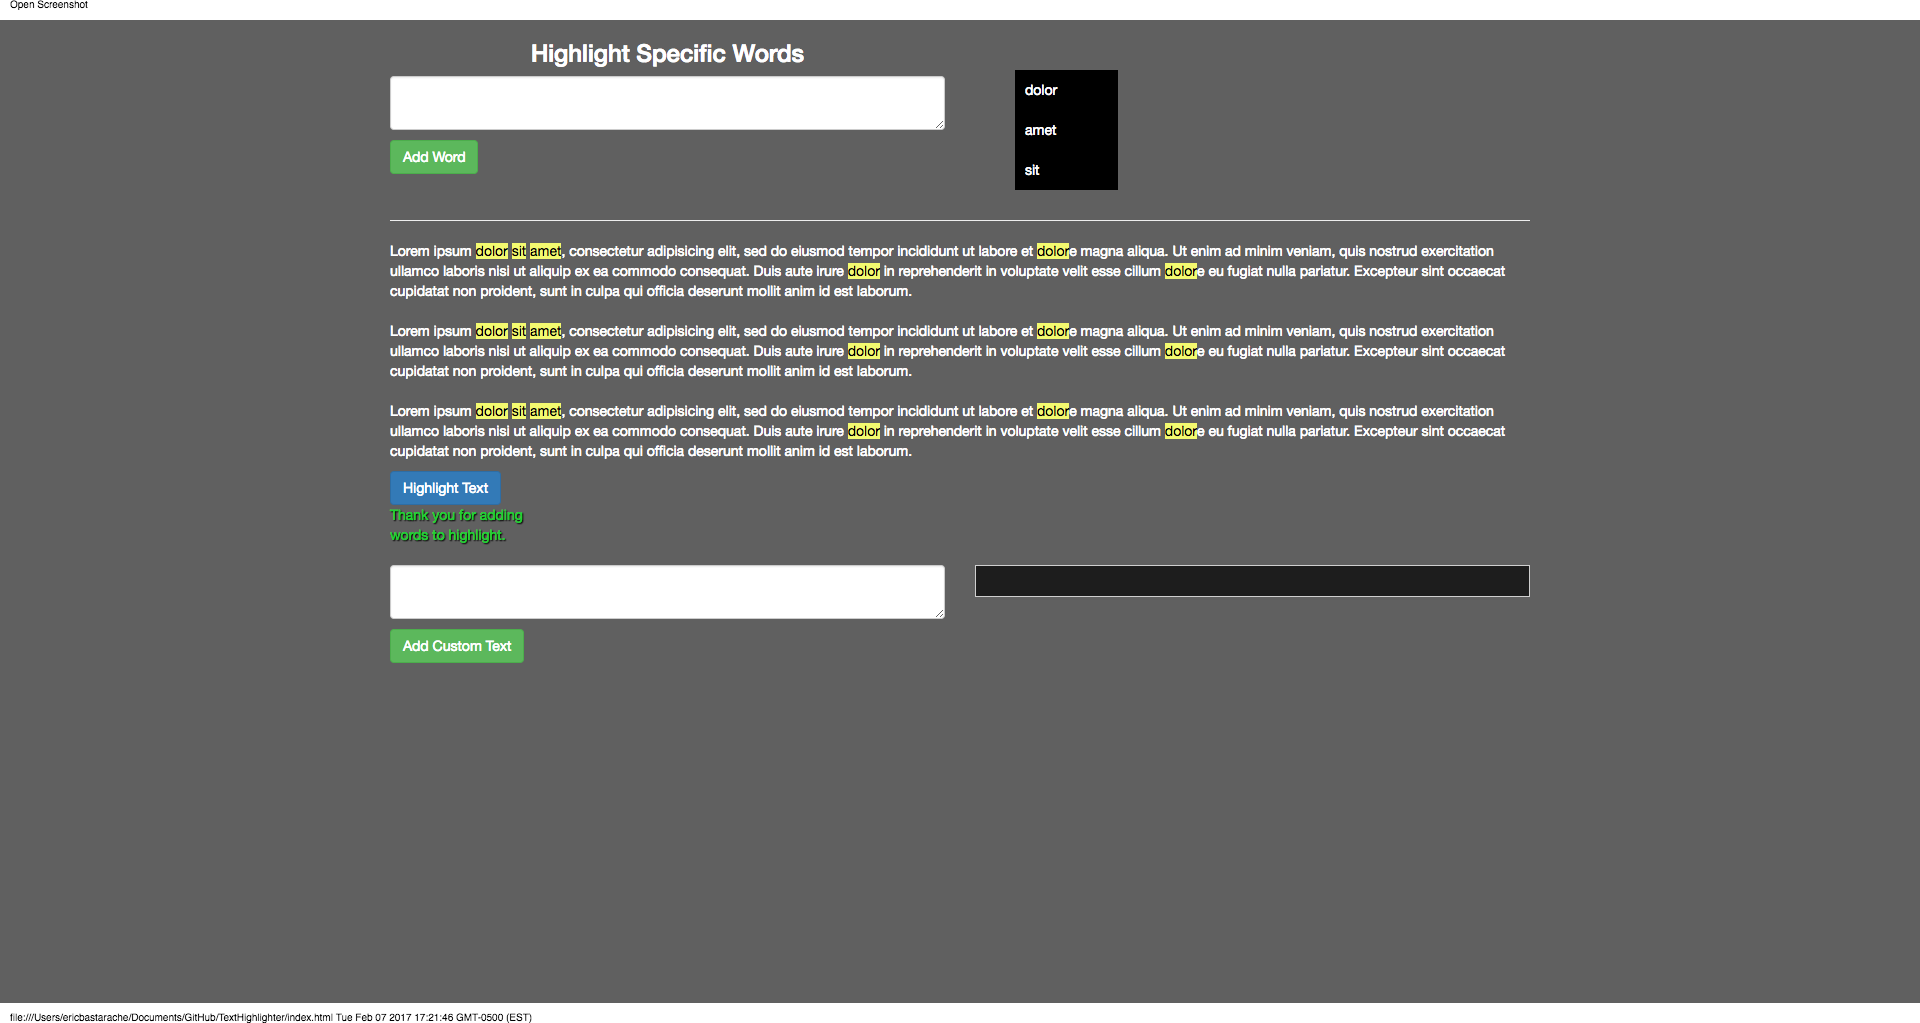 Open Screenshot
Highlight Specific Words
dolor
amet
Add Word
sit
Lorem ipsum dolor sit amet, consectetur adipisicing elit, sed do eiusmod tempor incididunt ut labore et dolore magna aliqua. Ut enim ad minim veniam, quis nostrud exercitation
ullamco laboris nisi ut aliquip ex ea commodo consequat. Duis aute irure dolor in reprehenderit in voluptate velit esse cillum dolore eu fugiat nulla pariatur. Excepteur sint occaecat
cupidatat non proident, sunt in culpa qui officia deserunt mollit anim id est laborum.
Lorem ipsum dolor sit amet, consectetur adipisicing elit, sed do eiusmod tempor incididunt ut labore et dolore magna aliqua. Ut enim ad minim veniam, quis nostrud exercitation
ullamco laboris nisi ut aliquip ex ea commodo consequat. Duis aute irure dolor in reprehenderit in voluptate velit esse cillum dolore eu fugiat nulla pariatur. Excepteur sint occaecat
cupidatat non proident, sunt in culpa qui officia deserunt mollit anim id est laborum.
Lorem ipsum dolor sit amet, consectetur adipisicing elit, sed do eiusmod tempor incididunt ut labore et dolore magna aliqua. Ut enim ad minim veniam, quis nostrud exercitation
ullamco laboris nisi ut aliquip ex ea commodo consequat. Duis aute irure dolor in reprehenderit in voluptate velit esse cillum dolore eu fugiat nulla pariatur. Excepteur sint occaecat
cupidatat non proident, sunt in culpa qui officia deserunt mollit anim id est laborum.
Highlight Text
Thank you for adding
words to highlight.
Add Custom Text
file:///Users/ericbastarache/Documents/GitHub/TextHighlighter/index.html Tue Feb 07 2017 17:21:46 GMT-0500 (EST)